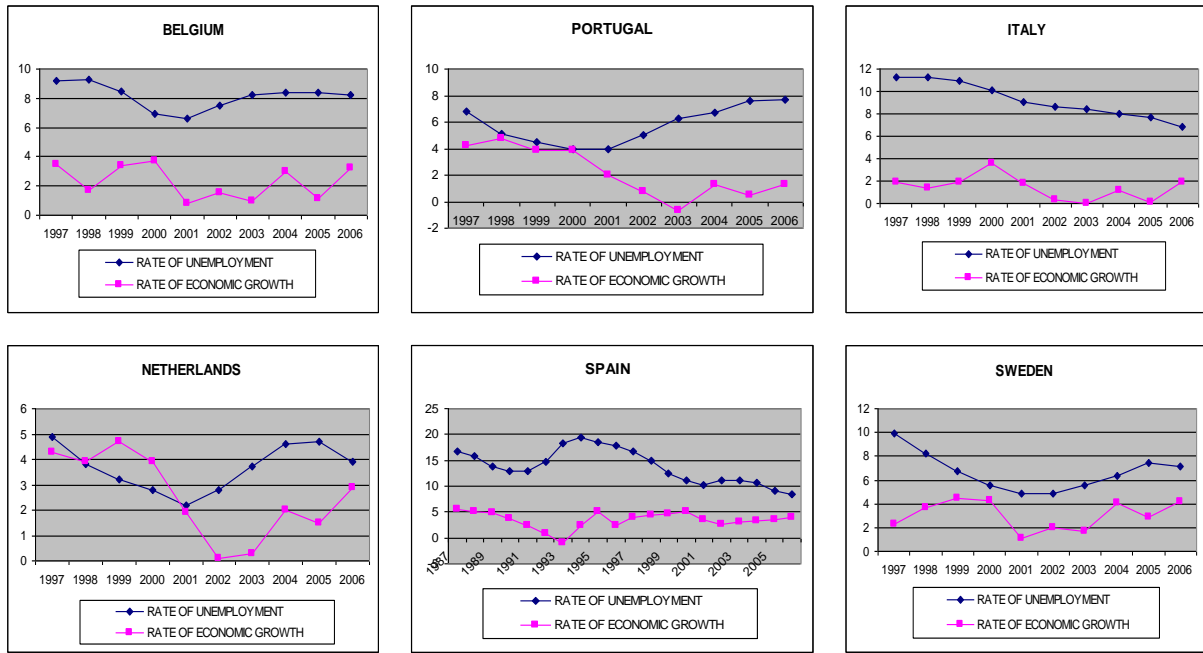 BELGIUM
10
8
6
4
2
0
1997 1998 1999 2000 2001 2002 2003 2004 2005 2006
RATE OF UNEMPLOYMENT
RATE OF ECONOMIC GROWTH
PORTUGAL
10
8
6
4
2
0
-2
1997 1998 1999 2000 2001 2002 2003 2004 2005 2006
RATE OF UNEMPLOYMENT
RATE OF ECONOMIC GROWTH
ITALY
12
10
8
6
4
2
0
1997 1998 1999 2000 2001 2002 2003 2004 2005 2006
RATE OF UNEMPLOYMENT
RATE OF ECONOMIC GROWTH
NETHERLANDS
6
5
4
3
2
1
0
1997 1998 1999 2000 2001 2002 2003 2004 2005 2006
RATE OF UNEMPLOYMENT
RATE OF ECONOMIC GROWTH
SPAIN
25
20
15
10
5
0
1987 1989 1991 1993 1995 1997 1999 2001 2003 2005
RATE OF UNEMPLOYMENT
RATE OF ECONOMIC GROWTH
SWEDEN
12
10
8
6
4
2
0
1997 1998 1999 2000 2001 2002 2003 2004 2005 2006
RATE OF UNEMPLOYMENT
RATE OF ECONOMIC GROWTH